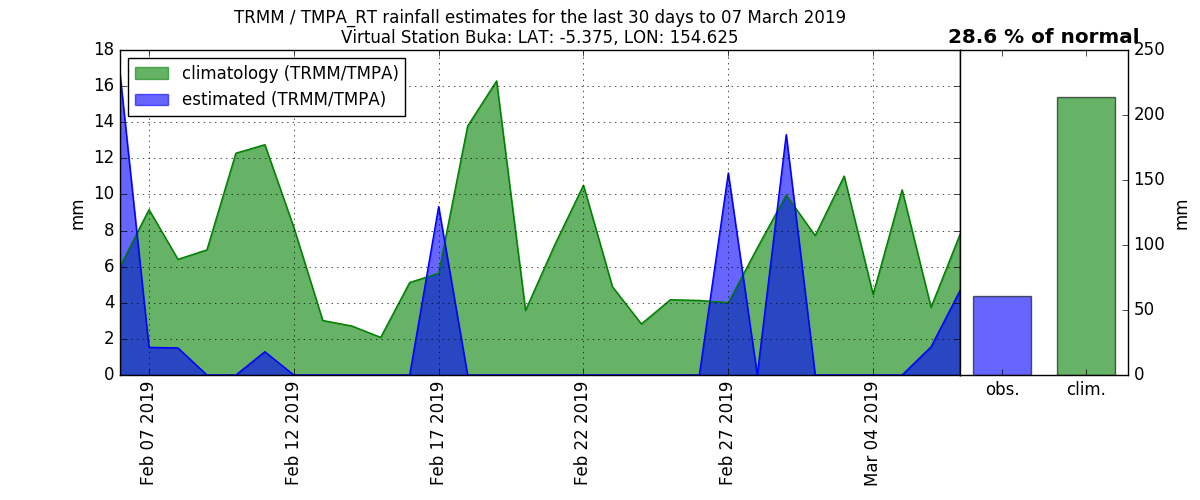 TRMM / TMPA_RT rainfall estimates for the last 30 days to 07 March 2019
Virtual Station Buka: LAT: -5.375, LON: 154.625
28.6 % of normal
climatology (TRMM/TMPA)
estimated (TRMM/TMPA)
18
16
14
12
10
8
6
4
2
0
mm
Feb 07 2019
Feb 12 2019
Feb 17 2019
Feb 22 2019
Feb 27 2019
Mar 04 2019
250
200
150
100
50
0
mm
obs.
clim.